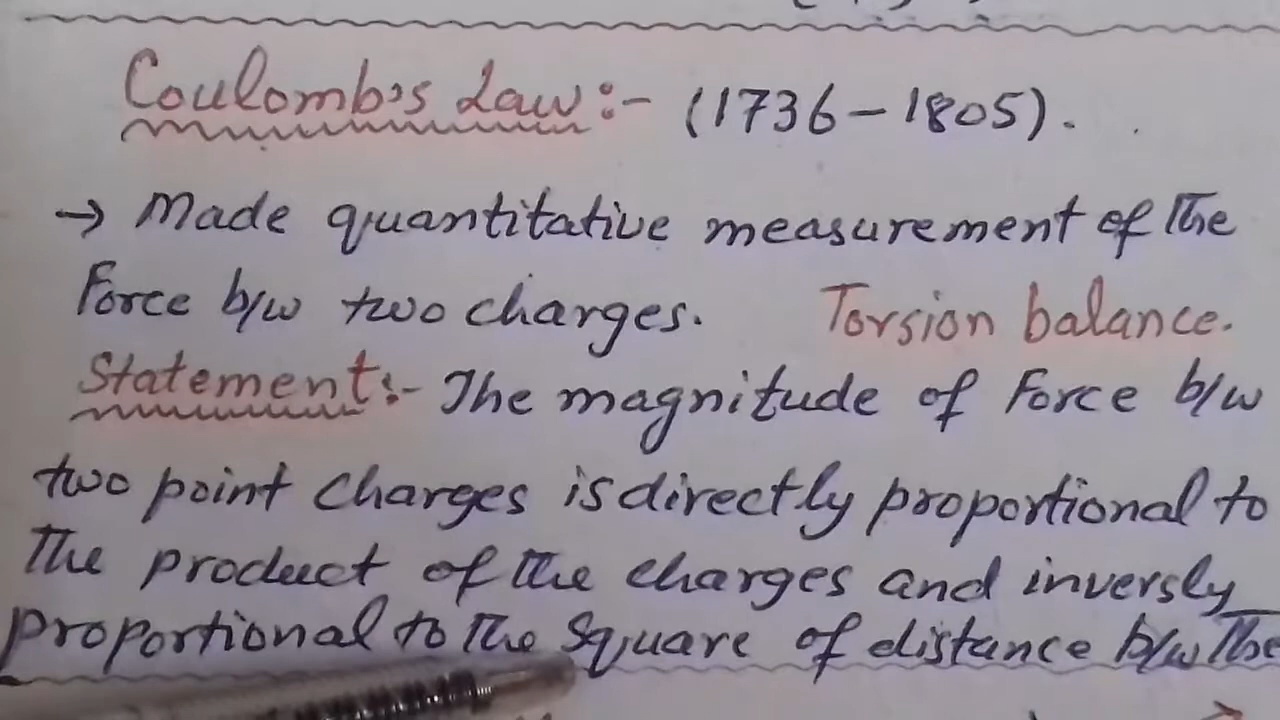 Coulomb's Law:- (1736-1805).
→ Made quantitative measurement of the
Force b/w two charges. Torsion balance.
Statement:- The magnitude of Force b/w
two point charges is directly proportional to
The product of the charges and inversly
proportional to the square of distance b/w The